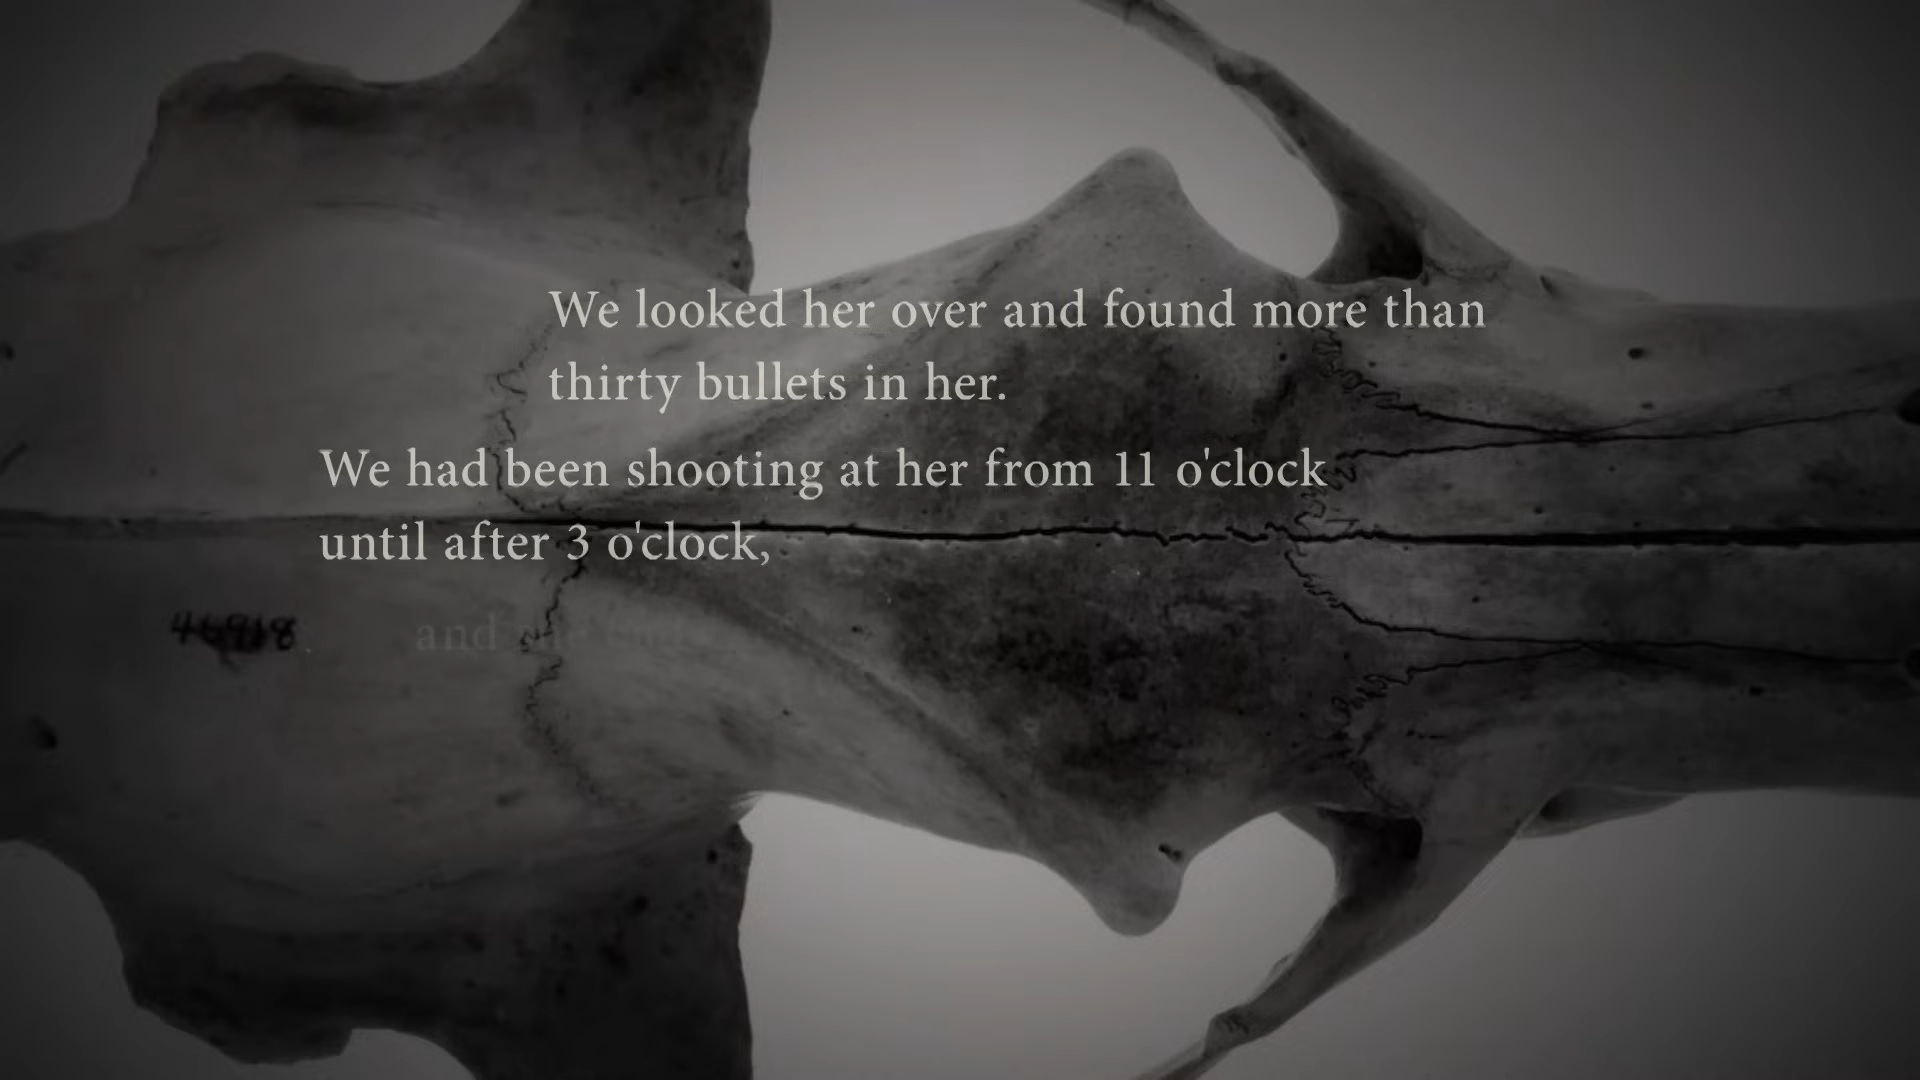 We looked her over and found more than
thirty bullets in her.
We had been shooting at her from 11 o'clock
until after 3 o'clock,
and